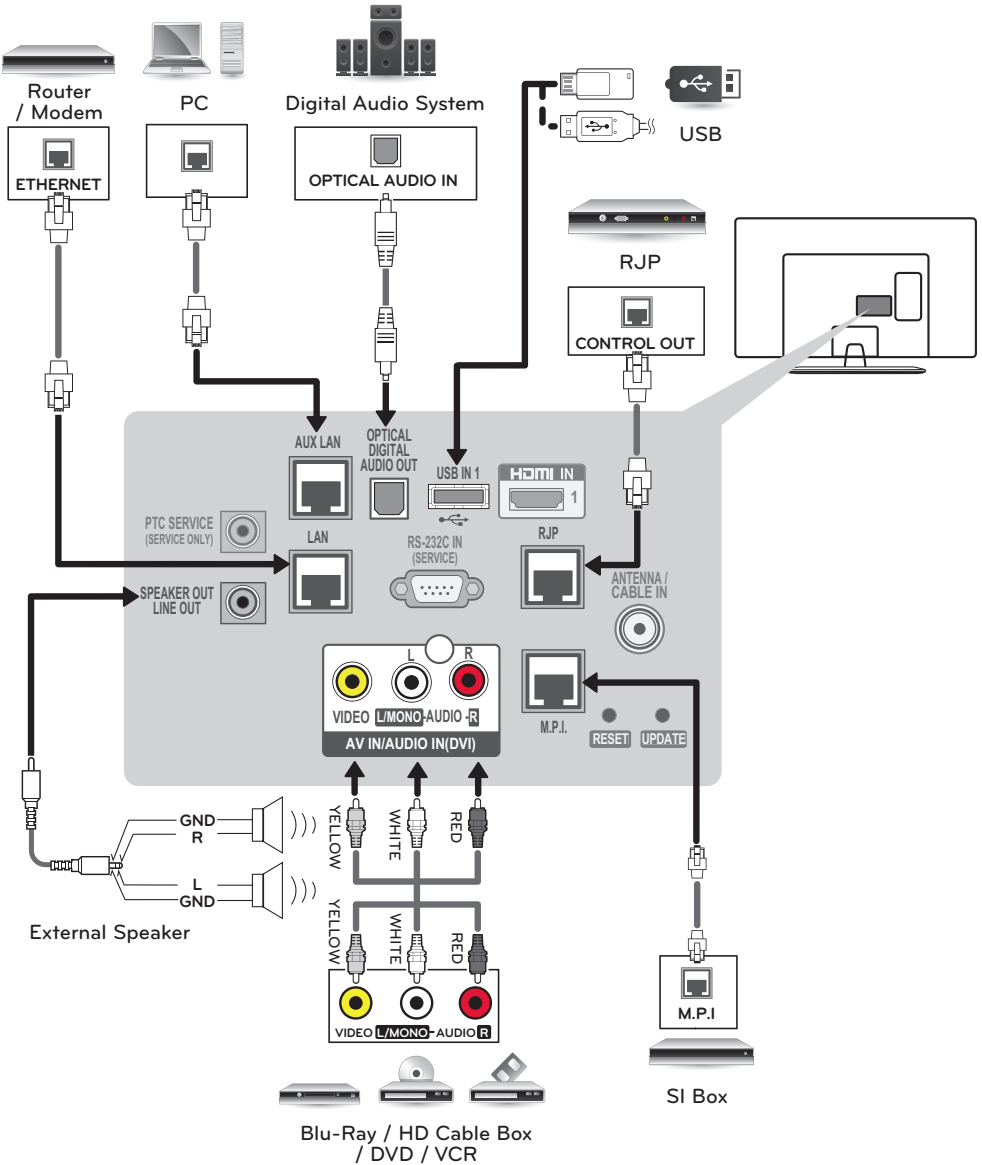 Router
/ Modem
PC
Digital Audio System
USB
ETHERNET
OPTICAL AUDIO IN
RJP
CONTROL OUT
AUX LAN
OPTICAL
DIGITAL
AUDIO OUT
USB IN 1
HDMI IN
1
PTC SERVICE
(SERVICE ONLY)
LAN
RS-232C IN
(SERVICE)
RJP
ANTENNA /
CABLE IN
SPEAKER OUT
LINE OUT
L
R
VIDEO L/MONO-AUDIO -R
AV IN/AUDIO IN(DVI)
M.P.I.
RESET
UPDATE
YELLOW
WHITE
RED
GND
R
L
GND
External Speaker
YELLOW
WHITE
RED
VIDEO L/MONO-AUDIO R
M.P.I
SI Box
Blu-Ray / HD Cable Box
/ DVD / VCR